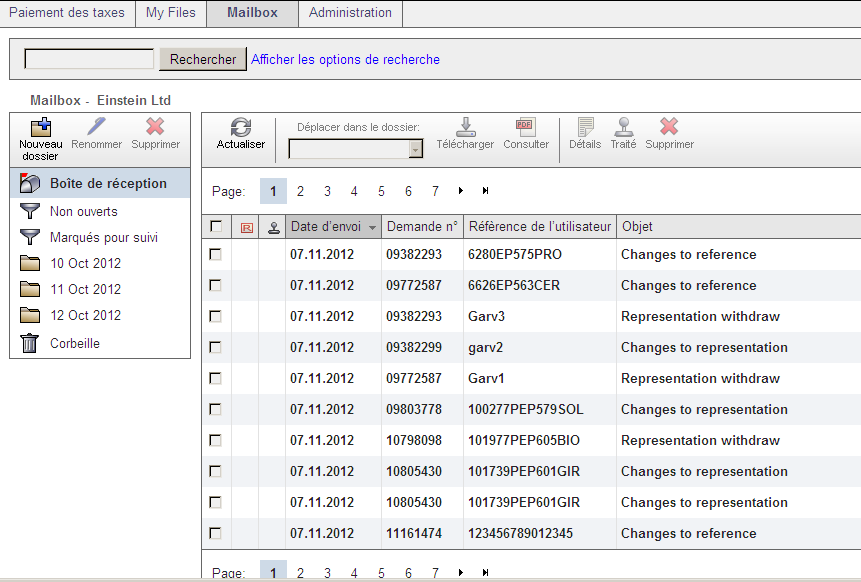 Paiement des taxes My Files Mailbox Administration
Rechercher Afficher les options de recherche
Mailbox - Einstein Ltd
Nouveau dossier Renommer Supprimer
Actualiser Déplacer dans le dossier: Télécharger Consulter Détails Traité Supprimer
Boîte de réception
Non ouverts
Marqués pour suivi
10 Oct 2012
11 Oct 2012
12 Oct 2012
Corbeille
Page: 1 2 3 4 5 6 7
Date d'envoi Demande n° Référence de l'utilisateur Objet
07.11.2012 09382293 6280EP575PRO Changes to reference
07.11.2012 09772587 6626EP563CER Changes to reference
07.11.2012 09382293 Garv3 Representation withdraw
07.11.2012 09382299 garv2 Changes to representation
07.11.2012 09772587 Garv1 Representation withdraw
07.11.2012 09803778 100277PEP579SOL Changes to representation
07.11.2012 10798098 101977PEP605BIO Representation withdraw
07.11.2012 10805430 101739PEP601GIR Changes to representation
07.11.2012 10805430 101739PEP601GIR Changes to representation
07.11.2012 11161474 123456789012345 Changes to reference
Page: 1 2 3 4 5 6 7